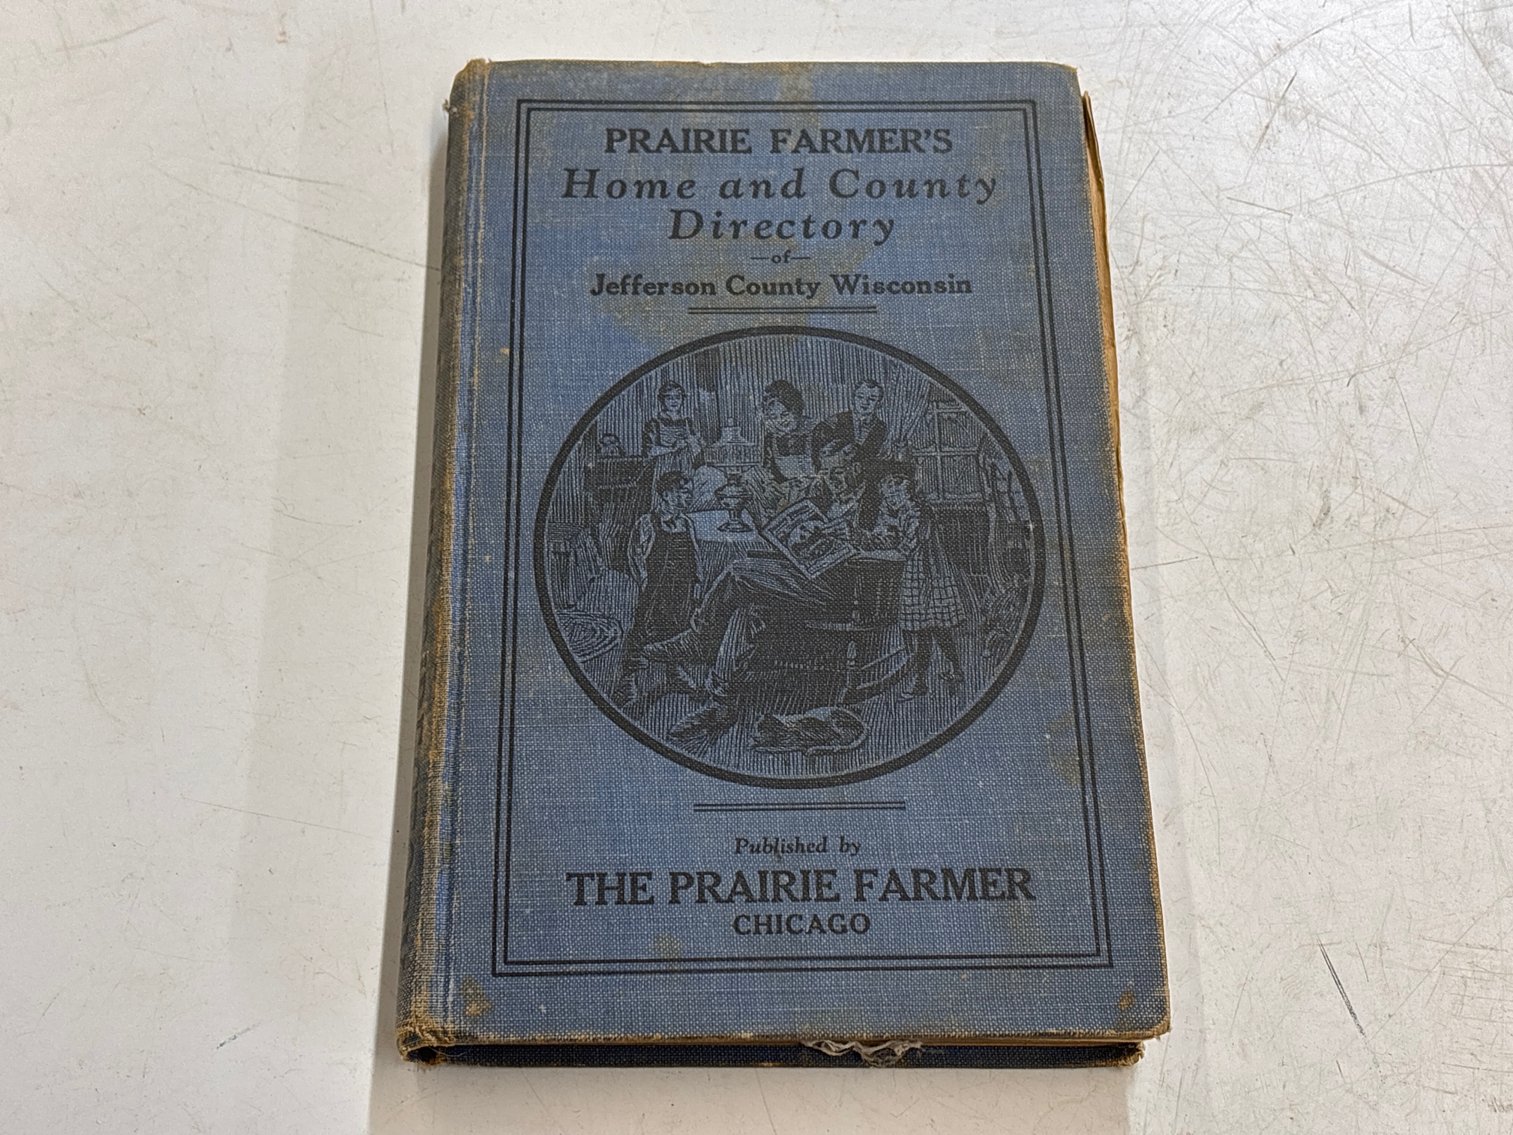 PRAIRIE FARMER'S
Home and County
Directory
—of—
Jefferson County Wisconsin
Published by
THE PRAIRIE FARMER
CHICAGO